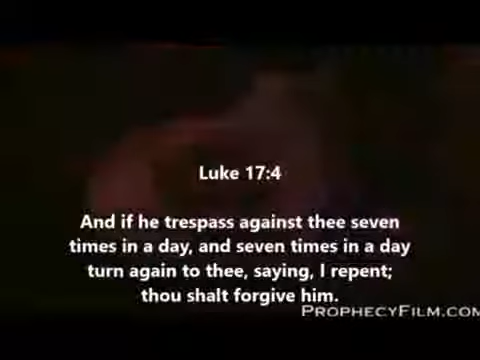 Luke 17:4
And if he trespass against thee seven
times in a day, and seven times in a day
turn again to thee, saying, I repent;
thou shalt forgive him.
PROPHECYFILM.COM